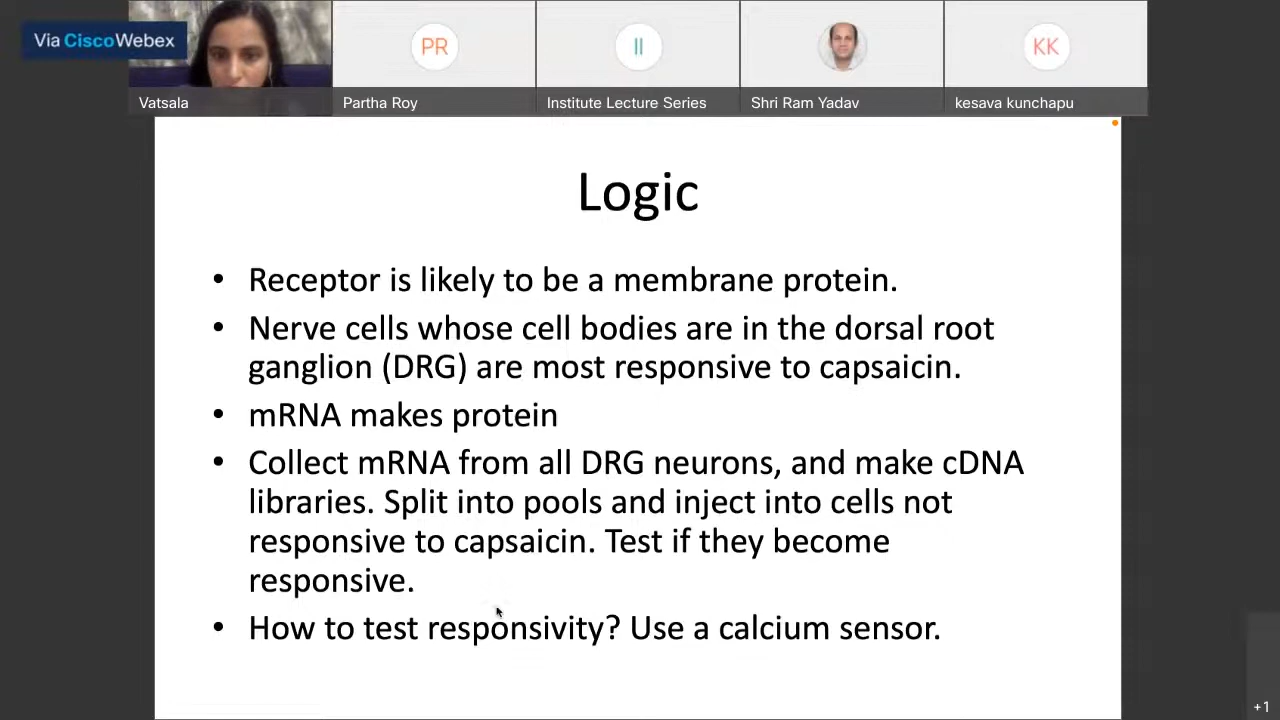 Via CiscoWebex
PR
II
KK
Vatsala
Partha Roy
Institute Lecture Series
Shri Ram Yadav
kesava kunchapu
Logic
• Receptor is likely to be a membrane protein.
• Nerve cells whose cell bodies are in the dorsal root
ganglion (DRG) are most responsive to capsaicin.
• mRNA makes protein
• Collect mRNA from all DRG neurons, and make cDNA
libraries. Split into pools and inject into cells not
responsive to capsaicin. Test if they become
responsive.
• How to test responsivity? Use a calcium sensor.
+1